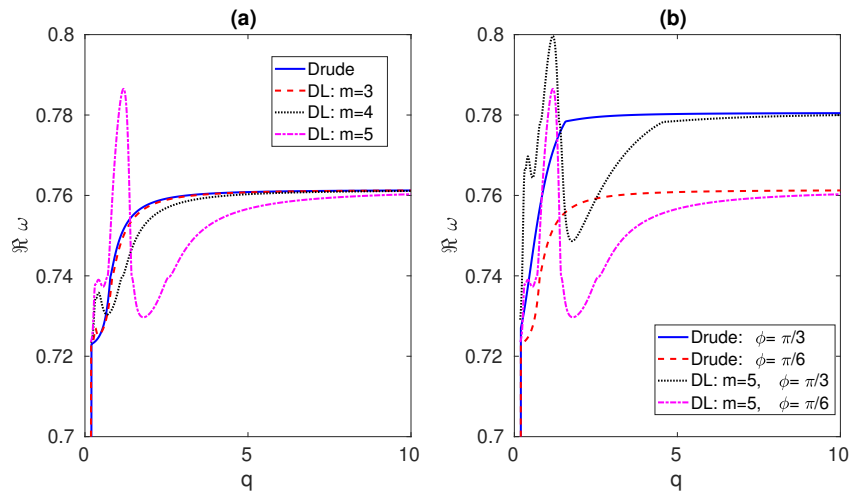 (a)
0.8
0.78
0.76
0.74
0.72
0.7
ℜ ω
0
5
10
q
Drude
DL: m=3
DL: m=4
DL: m=5
(b)
0.8
0.78
0.76
0.74
0.72
0.7
ℜ ω
0
5
10
q
Drude: ϕ= π/3
Drude: ϕ= π/6
DL: m=5, ϕ= π/3
DL: m=5, ϕ= π/6